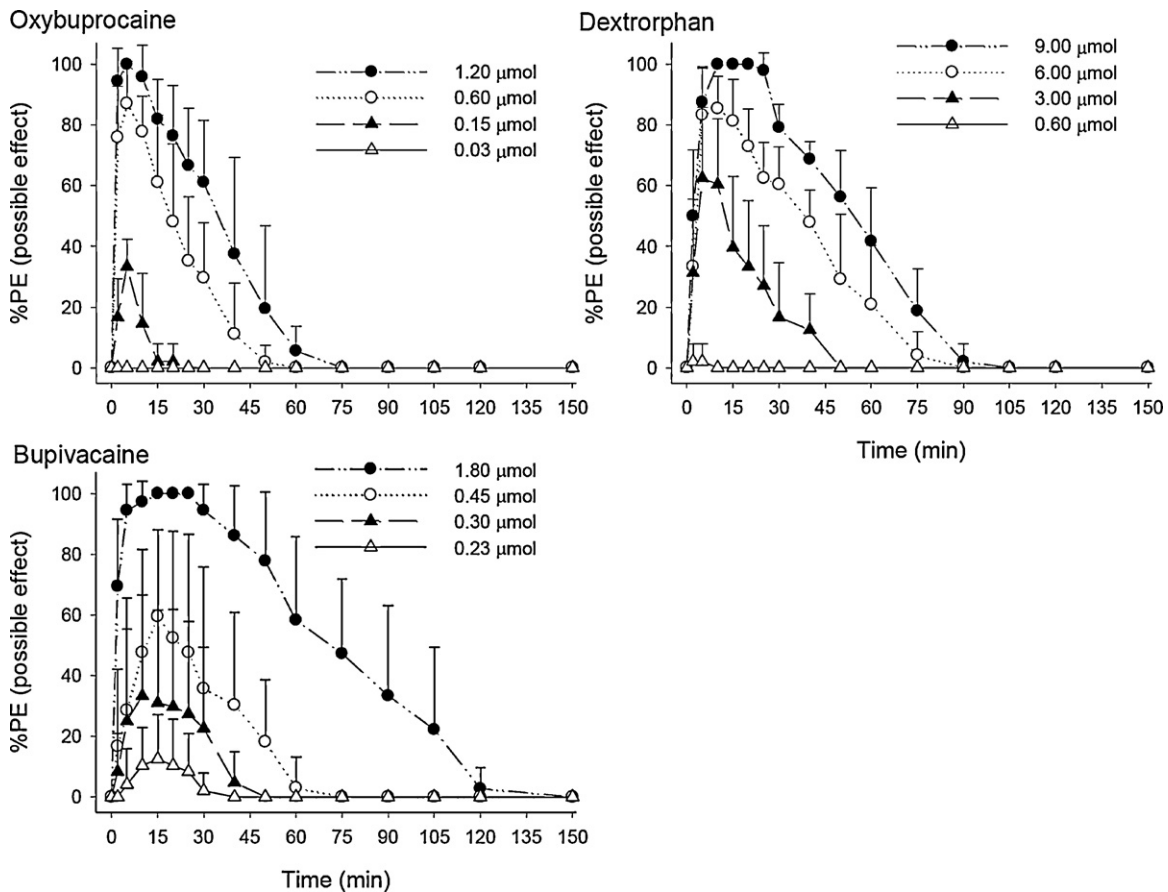 Oxybuprocaine
%PE (possible effect)
100
80
60
40
20
0
1.20 μmol
0.60 μmol
0.15 μmol
0.03 μmol
0 15 30 45 60 75 90 105 120 135 150
Dextrorphan
%PE (possible effect)
100
80
60
40
20
0
9.00 μmol
6.00 μmol
3.00 μmol
0.60 μmol
0 15 30 45 60 75 90 105 120 135 150
Time (min)
Bupivacaine
%PE (possible effect)
100
80
60
40
20
0
1.80 μmol
0.45 μmol
0.30 μmol
0.23 μmol
0 15 30 45 60 75 90 105 120 135 150
Time (min)